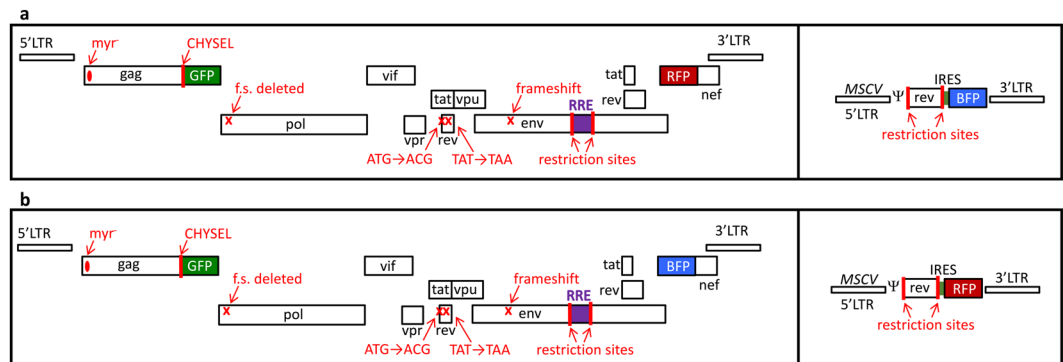 a
5'LTR
myr-
CHYSEL
gag
GFP
f.s. deleted
pol
vif
vpr
tat
vpu
rev
ATG→ACG
TAT→TAA
frameshift
env
RRE
restriction sites
tat
rev
3'LTR
RFP
nef
MSCV
5'LTR
Ψ
rev
IRES
BFP
3'LTR
restriction sites
b
5'LTR
myr-
CHYSEL
gag
GFP
f.s. deleted
pol
vif
vpr
tat
vpu
rev
ATG→ACG
TAT→TAA
frameshift
env
RRE
restriction sites
tat
rev
3'LTR
BFP
nef
MSCV
5'LTR
Ψ
rev
IRES
RFP
3'LTR
restriction sites